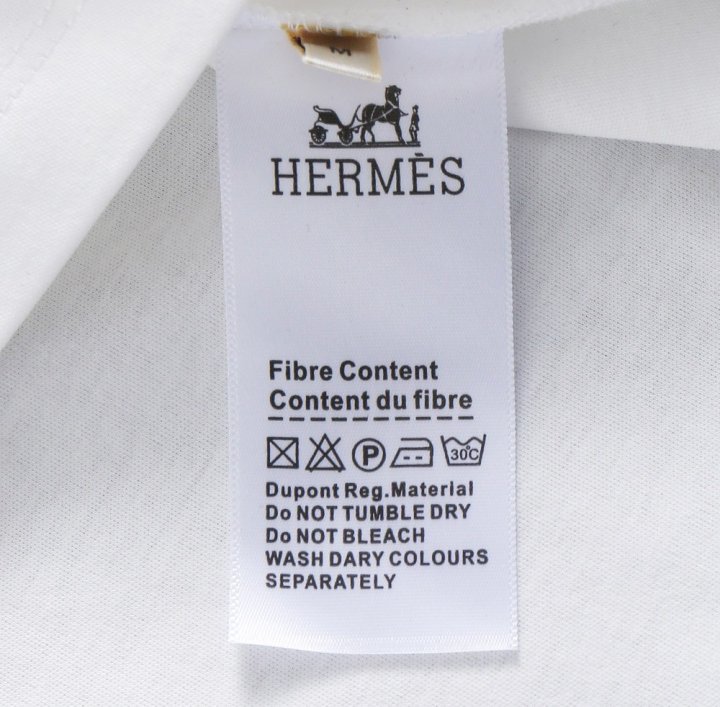 M
HERMÈS
Fibre Content
Content du fibre
P 30°C
Dupont Reg.Material
Do NOT TUMBLE DRY
Do NOT BLEACH
WASH DARY COLOURS
SEPARATELY